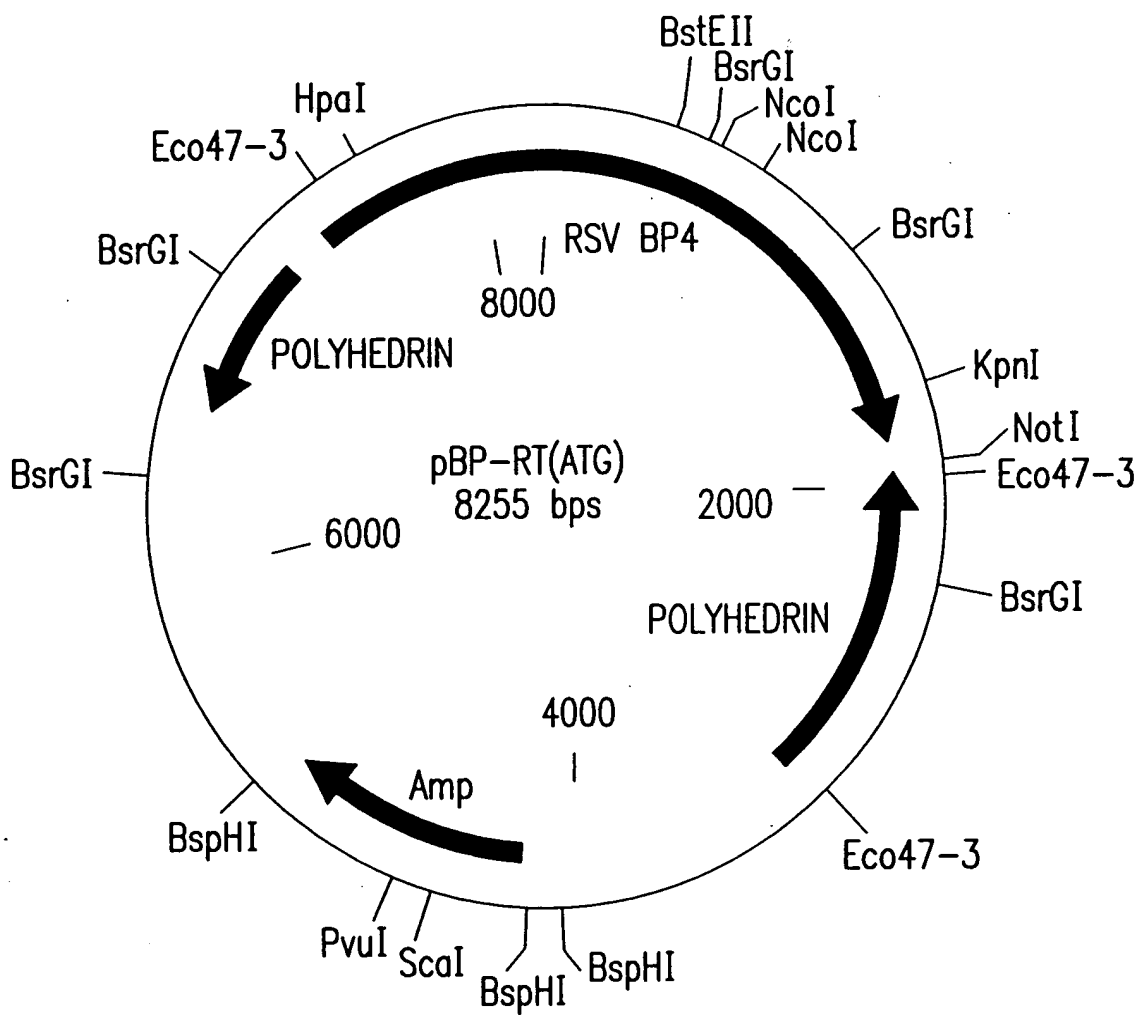 BstEII
BsrGI
NcoI
NcoI
HpaI
Eco47-3
BsrGI
BsrGI
RSV BP4
8000
POLYHEDRIN
KpnI
NotI
Eco47-3
BsrGI
pBP-RT(ATG)
8255 bps
2000
6000
BsrGI
POLYHEDRIN
4000
Amp
BspHI
Eco47-3
PvuI
ScaI
BspHI
BspHI